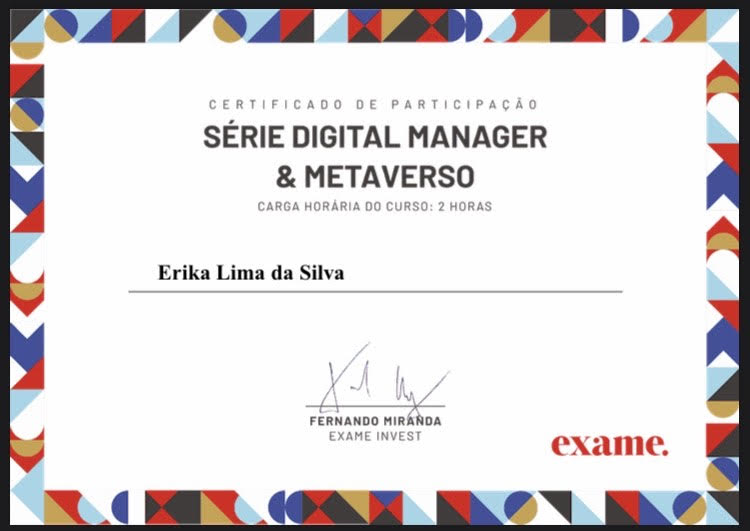 CERTIFICADO DE PARTICIPAÇÃO
SÉRIE DIGITAL MANAGER
& METAVERSO
CARGA HORÁRIA DO CURSO: 2 HORAS
Erika Lima da Silva
FERNANDO MIRANDA
EXAME INVEST
exame.